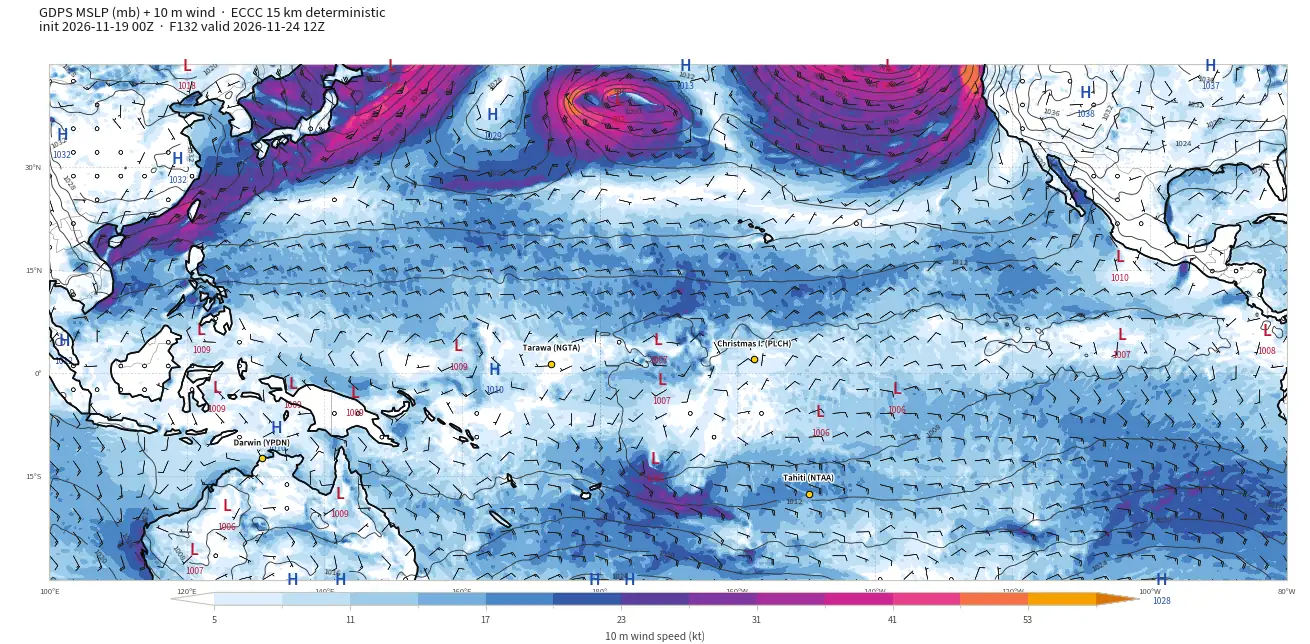 GDPS MSLP (mb) + 10 m wind · ECCC 15 km deterministic
init 2026-11-19 00Z · F132 valid 2026-11-24 12Z
L
L
H
L
H
1018
1013
1037
H
1038
H
1029
H
1032
H
1032
1036
1024
30°N
15°N
0°
15°S
L
1010
1012
L
1009
L
1009
L
1007
L
1007
L
1008
H
Tarawa (NGTA)
Christmas I. (PLCH)
H
1010
L
1007
L
1009
L
1009
L
1009
L
1006
L
1006
H
Darwin (YPDN)
L
Tahiti (NTAA)
1012
L
1009
L
1006
L
1007
H
H
H
H
H
1028
100°E
120°E
140°E
160°E
180°
160°W
140°W
120°W
100°W
80°W
5
11
17
23
31
41
53
10 m wind speed (kt)